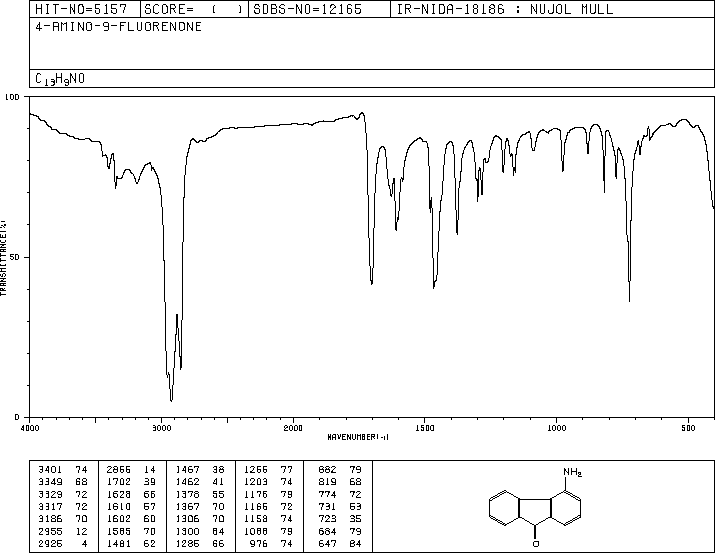 HIT-NO=5157 SCORE= ( ) SDBS-NO=12165 IR-NIDA-18186 : NUJOL MULL
4-AMINO-9-FLUORENONE
C13H9NO
100
50
0
TRANSMITTANCE(%)
4000 3000 2000 1500 1000 500
WAVENUMBER(-1)
3401 74 2866 14 1467 38 1266 77 882 79
3349 68 1702 39 1462 41 1203 74 819 68
3329 72 1628 66 1378 55 1176 79 774 72
3317 72 1610 57 1367 70 1166 72 731 53
3186 70 1602 60 1306 70 1158 74 723 35
2955 12 1585 70 1300 84 1088 79 684 79
2925 4 1481 62 1285 66 976 74 647 84
NH2
O